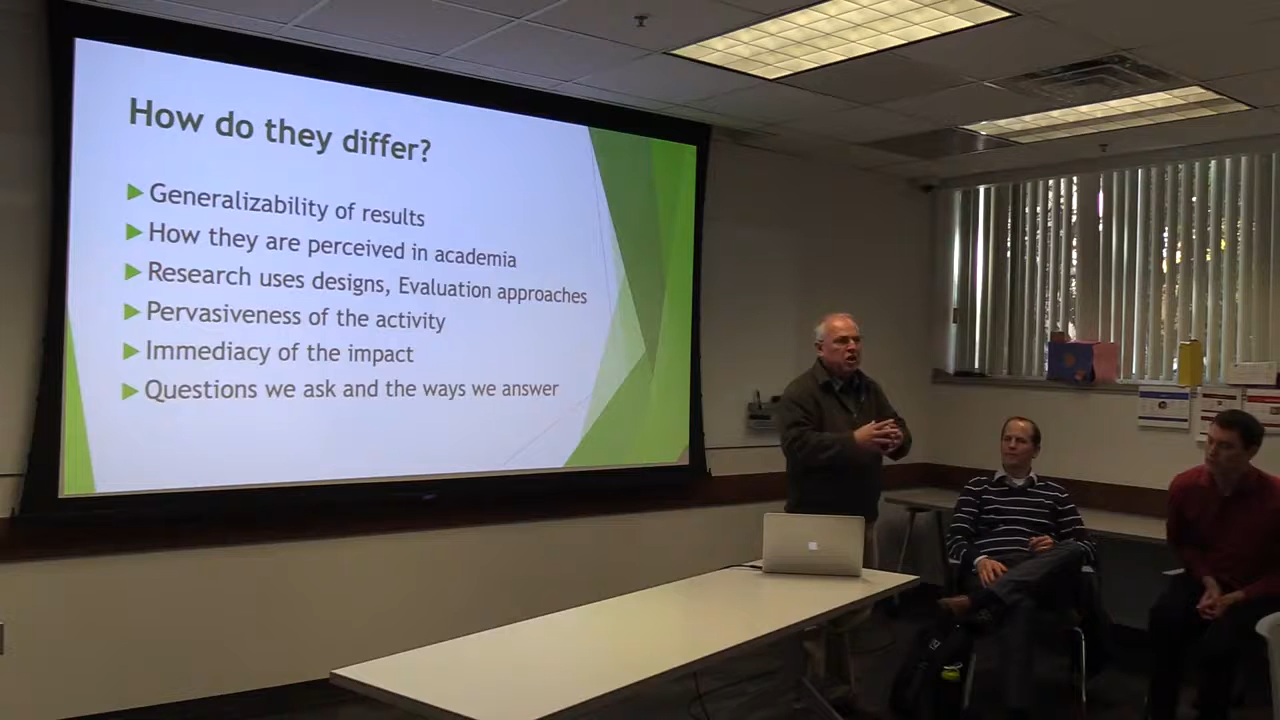 How do they differ?
Generalizability of results
How they are perceived in academia
Research uses designs, Evaluation approaches
Pervasiveness of the activity
Immediacy of the impact
Questions we ask and the ways we answer